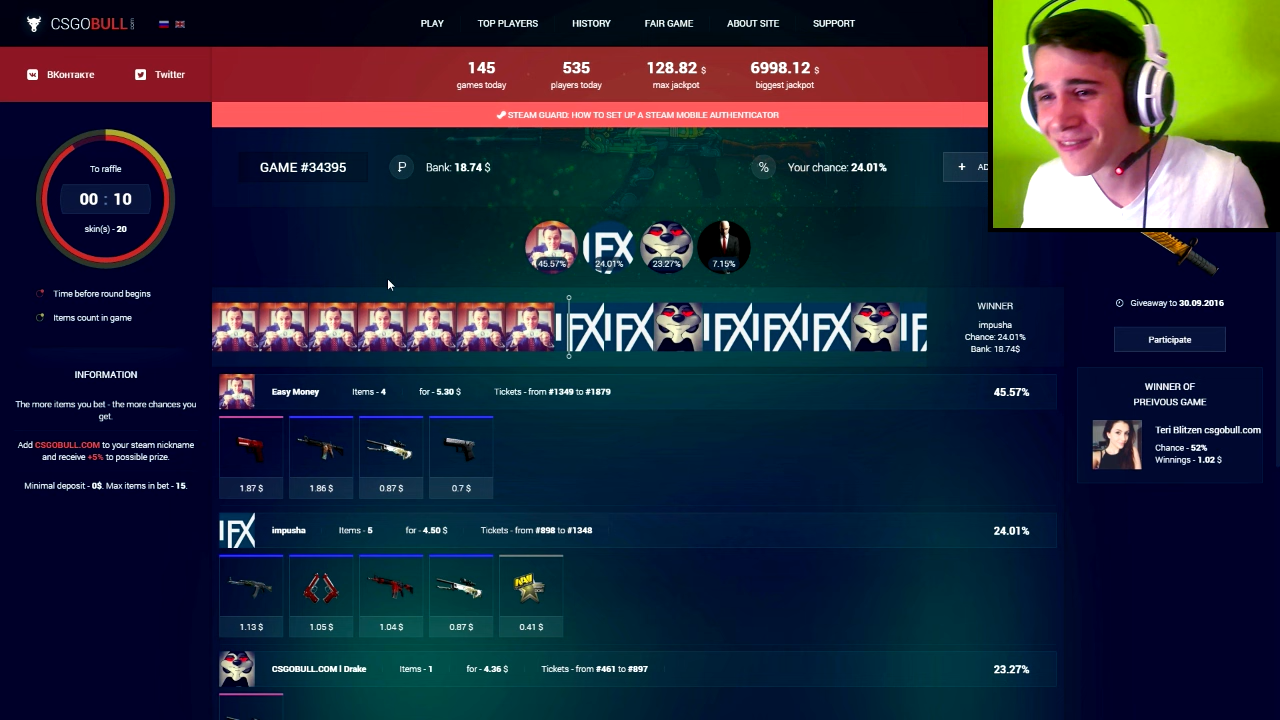 CSGOBULL.COM
PLAY TOP PLAYERS HISTORY FAIR GAME ABOUT SITE SUPPORT
ВКонтакте Twitter
145 535 128.82 $ 6998.12 $
games today players today max jackpot biggest jackpot
STEAM GUARD: HOW TO SET UP A STEAM MOBILE AUTHENTICATOR
To raffle
00 : 10
skin(s) - 20
Time before round begins
Items count in game
INFORMATION
The more items you bet - the more chances you
get.
Add CSGOBULL.COM to your steam nickname
and receive +5% to possible prize.
Minimal deposit - 0$. Max items in bet - 15.
GAME #34395 Bank: 18.74 $ % Your chance: 24.01% +
45.57% 24.01% 23.27% 7.15%
WINNER
impusha
Chance: 24.01%
Bank: 18.74$
Easy Money Items - 4 for - 5.30 $ Tickets - from #1349 to #1879 45.57%
1.87 $ 1.86 $ 0.87 $ 0.7 $
impusha Items - 5 for - 4.50 $ Tickets - from #898 to #1348 24.01%
1.13 $ 1.05 $ 1.04 $ 0.87 $ 0.41 $
CSGOBULL.COM | Drake Items - 1 for - 4.36 $ Tickets - from #461 to #897 23.27%
Giveaway to 30.09.2016
Participate
WINNER OF
PREIVOUS GAME
Teri Blitzen csgobull.com
Chance - 52%
Winnings - 1.02 $